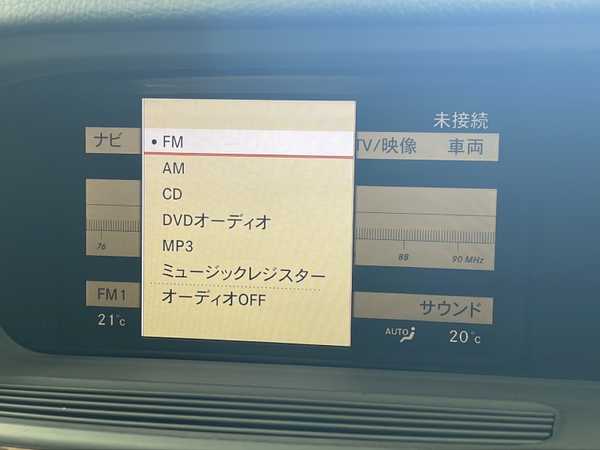 未接続
ナビ
TV/映像
車両
• FM
AM
CD
DVDオーディオ
MP3
ミュージックレジスター
オーディオOFF
76
88
90 MHz
FM1
サウンド
21°C
AUTO
20°C